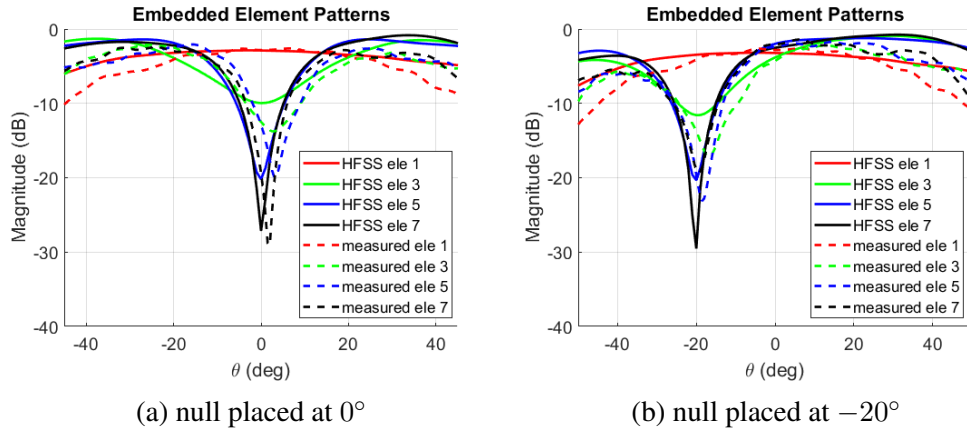 Embedded Element Patterns
0
-10
-20
-30
-40
Magnitude (dB)
-40
-20
0
20
40
θ (deg)
HFSS ele 1
HFSS ele 3
HFSS ele 5
HFSS ele 7
measured ele 1
measured ele 3
measured ele 5
measured ele 7
(a) null placed at 0°
Embedded Element Patterns
0
-10
-20
-30
-40
Magnitude (dB)
-40
-20
0
20
40
θ (deg)
HFSS ele 1
HFSS ele 3
HFSS ele 5
HFSS ele 7
measured ele 1
measured ele 3
measured ele 5
measured ele 7
(b) null placed at −20°